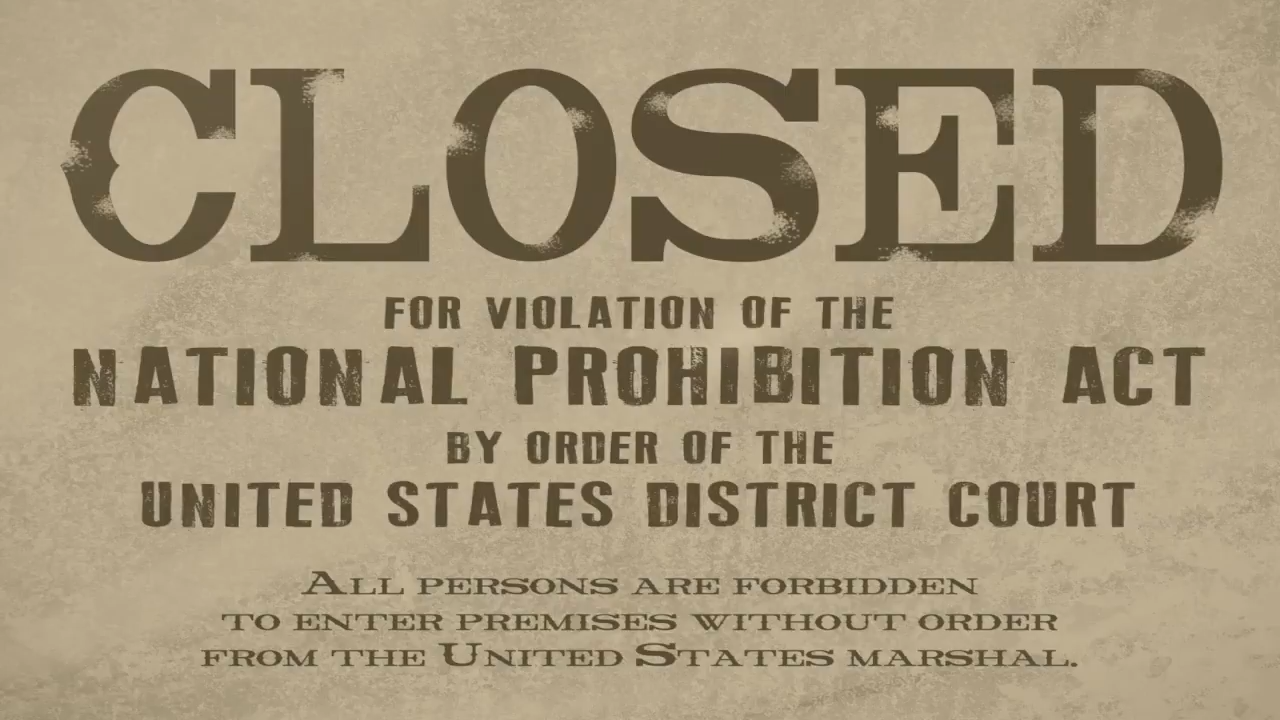 CLOSED
FOR VIOLATION OF THE
NATIONAL PROHIBITION ACT
BY ORDER OF THE
UNITED STATES DISTRICT COURT
ALL PERSONS ARE FORBIDDEN
TO ENTER PREMISES WITHOUT ORDER
FROM THE UNITED STATES MARSHAL.